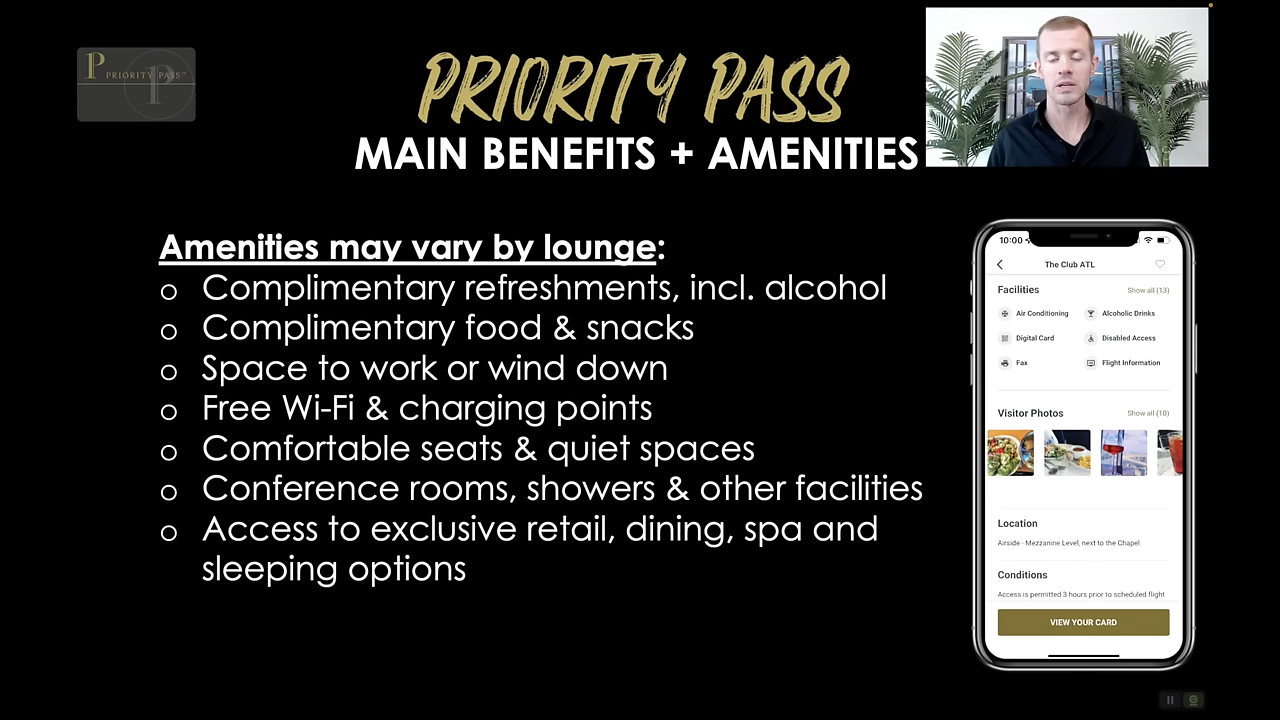 P PRIORITY PASS™
PRIORITY PASS
MAIN BENEFITS + AMENITIES
Amenities may vary by lounge:
o Complimentary refreshments, incl. alcohol
o Complimentary food & snacks
o Space to work or wind down
o Free Wi-Fi & charging points
o Comfortable seats & quiet spaces
o Conference rooms, showers & other facilities
o Access to exclusive retail, dining, spa and
sleeping options
10:00
The Club ATL
Facilities Show all (13)
Air Conditioning Alcoholic Drinks
Digital Card Disabled Access
Fax Flight Information
Visitor Photos Show all (10)
Location
Airside - Mezzanine Level, next to the Chapel.
Conditions
Access is permitted 3 hours prior to scheduled flight
VIEW YOUR CARD